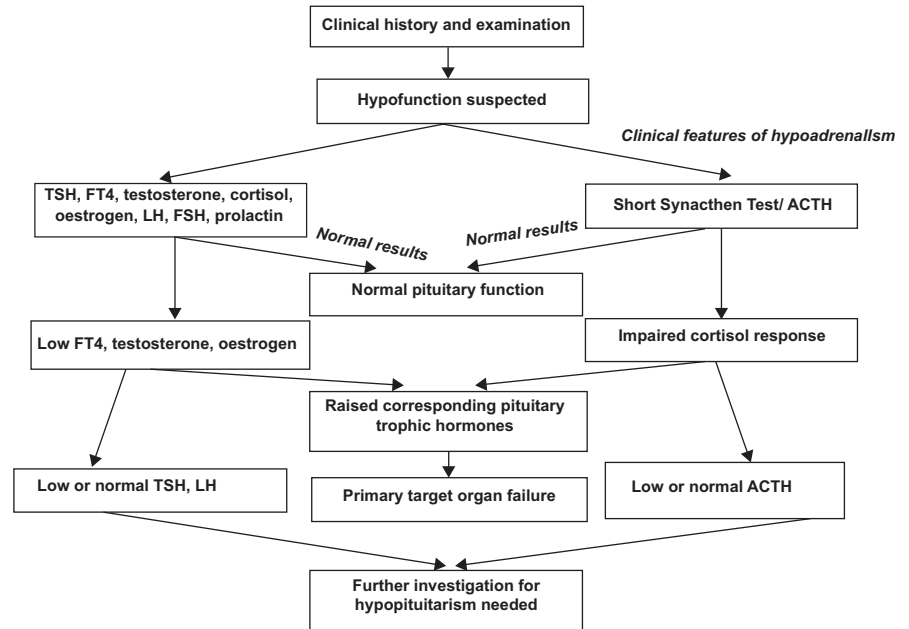 Clinical history and examination
Hypofunction suspected
Clinical features of hypoadrenallsm
TSH, FT4, testosterone, cortisol,
oestrogen, LH, FSH, prolactin
Short Synacthen Test/ ACTH
Normal results
Normal results
Normal pituitary function
Low FT4, testosterone, oestrogen
Impaired cortisol response
Raised corresponding pituitary
trophic hormones
Low or normal TSH, LH
Primary target organ failure
Low or normal ACTH
Further investigation for
hypopituitarism needed